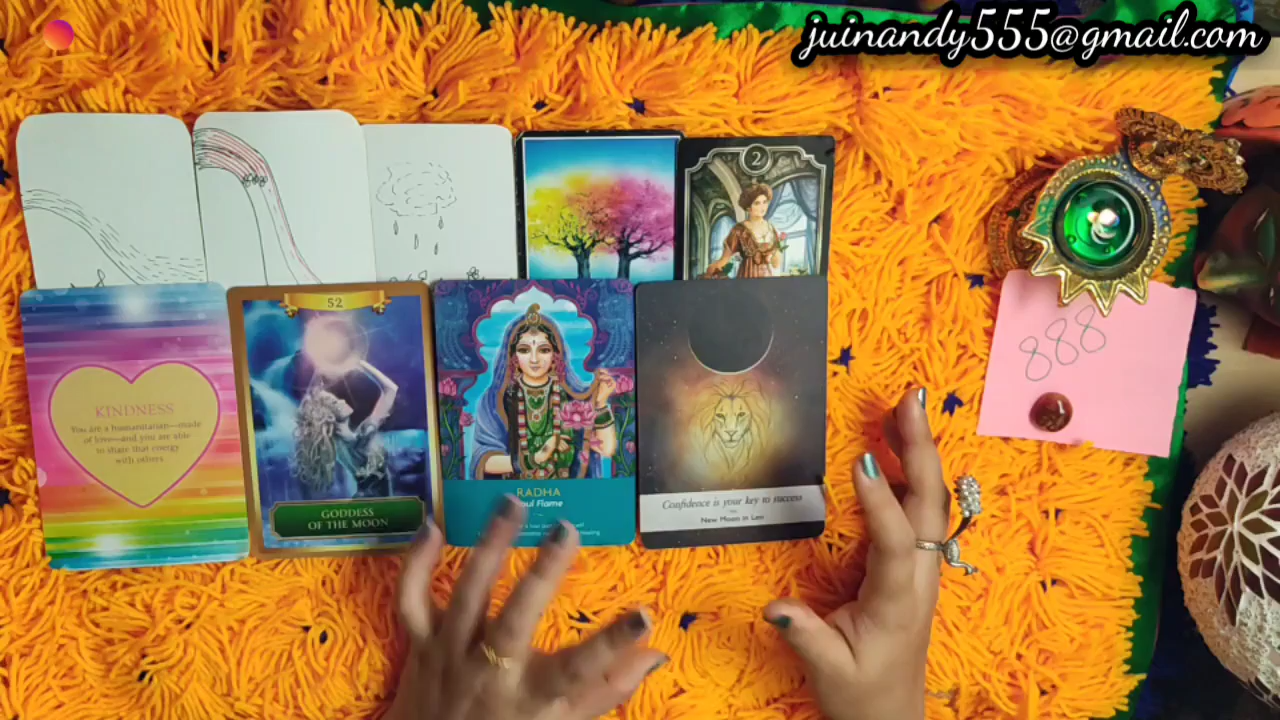 juinandy555@gmail.com
2
52
KINDNESS
You are a humanitarian—made
of love—and you are able
to share that energy
with others.
GODDESS
OF THE MOON
RADHA
Soul Flame
Confidence is your key to success
New Moon in Leo
888